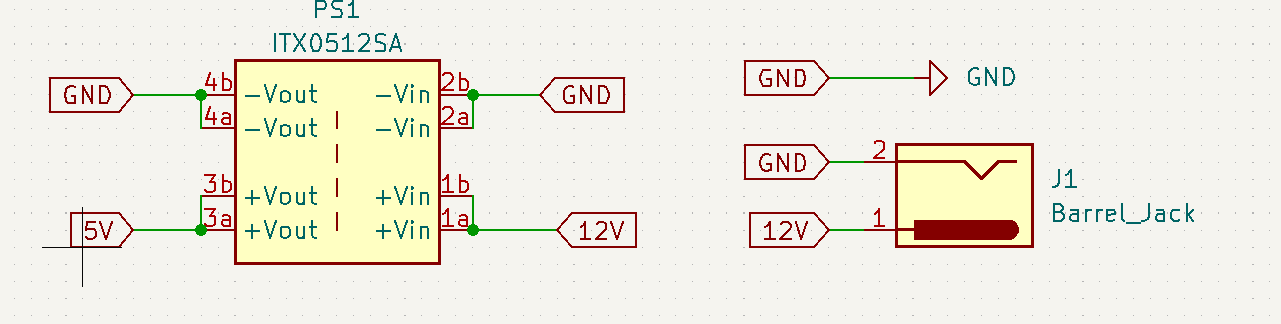 PS1
ITX0512SA
GND 4b -Vout -Vin 2b GND
4a -Vout -Vin 2a
3b +Vout +Vin 1b
5V 3a +Vout +Vin 1a 12V
GND GND
GND 2
J1
Barrel_Jack
12V 1